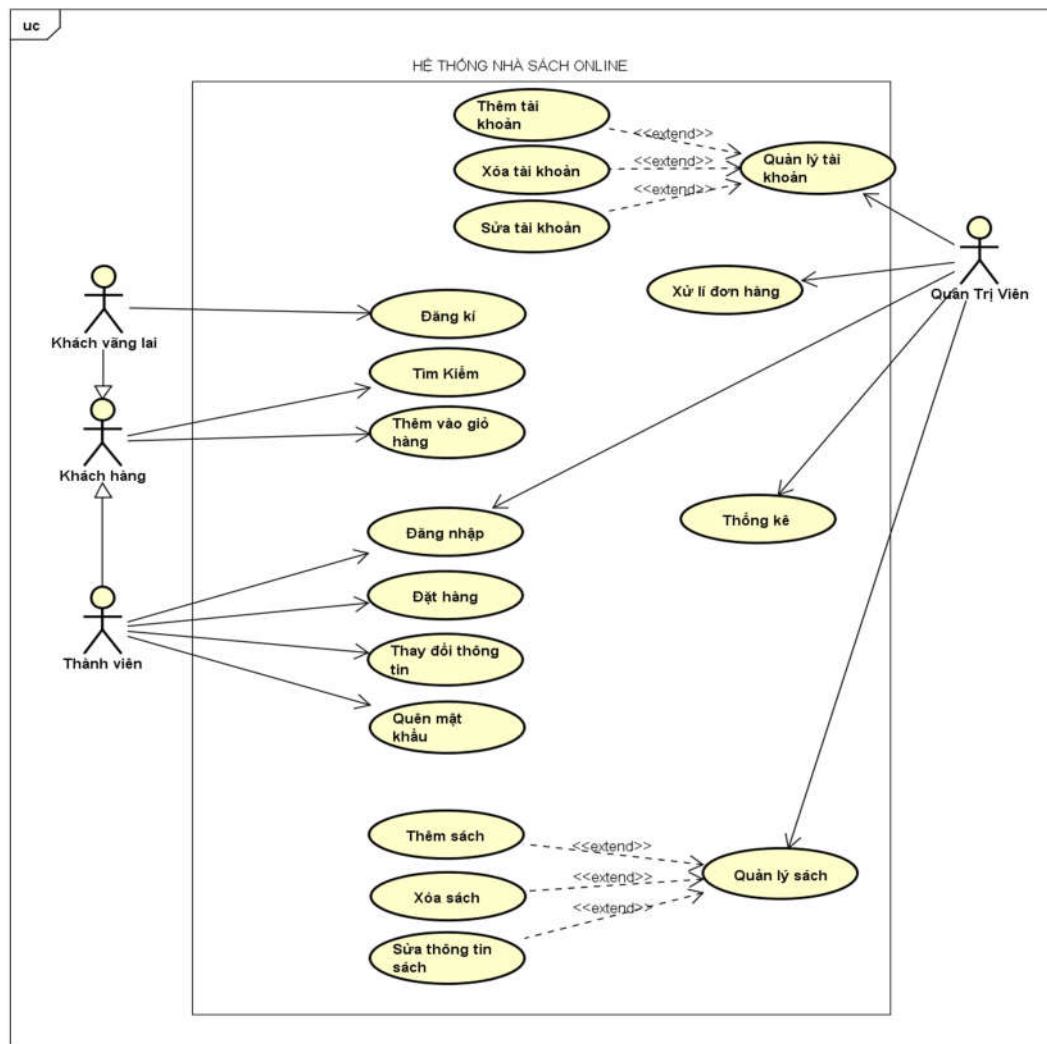 uc
HỆ THỐNG NHÀ SÁCH ONLINE
Thêm tài
khoản
<<extend>>
Xóa tài khoản
<<extend>>
Quản lý tài
khoản
<<extend>>
Sửa tài khoản
Xử lí đơn hàng
Quản Trị Viên
Khách vãng lai
Đăng kí
Tìm Kiếm
Thêm vào giỏ
hàng
Khách hàng
Đăng nhập
Thống kê
Đặt hàng
Thay đổi thông
tin
Thành viên
Quên mật
khẩu
Thêm sách
<<extend>>
Quản lý sách
<<extend>>
Xóa sách
<<extend>>
Sửa thông tin
sách